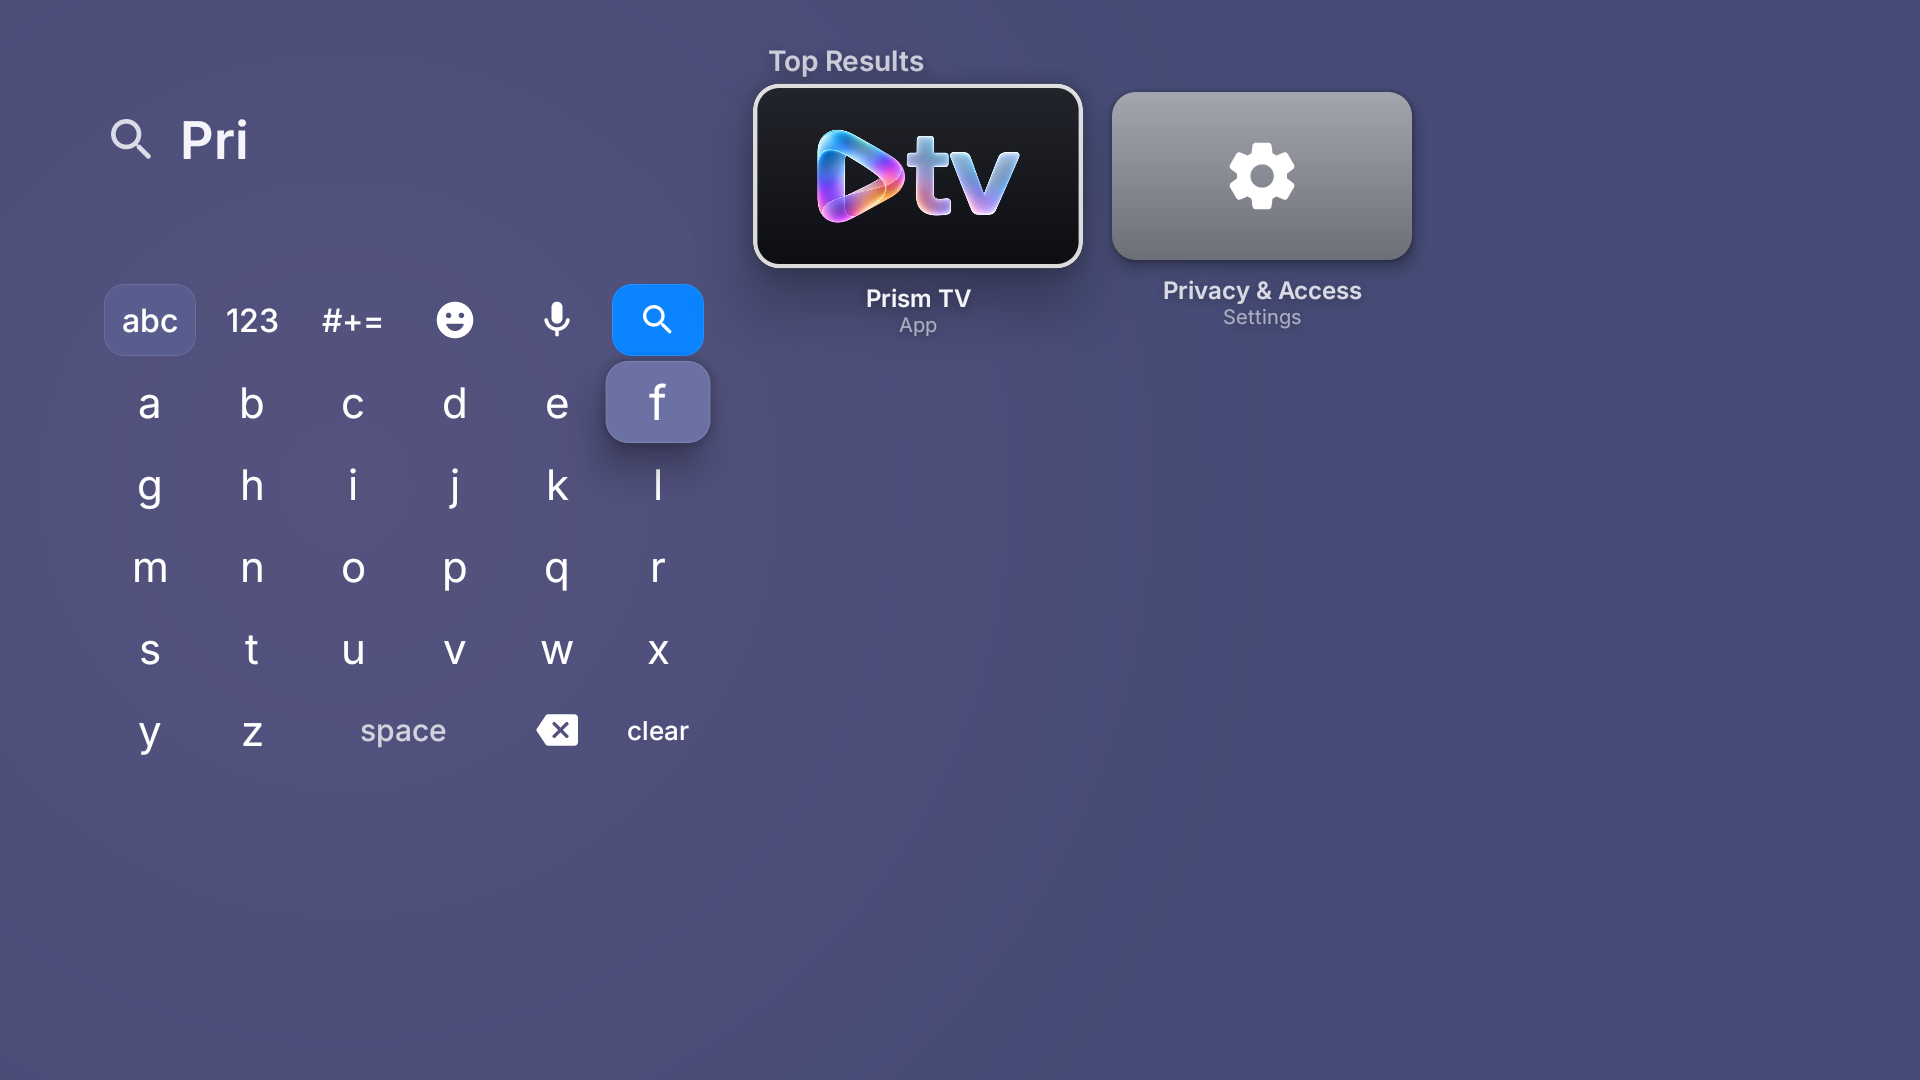 Pri
abc 123 #+=
a b c d e f
g h i j k l
m n o p q r
s t u v w x
y z space clear
Top Results
tv
Prism TV
App
Privacy & Access
Settings